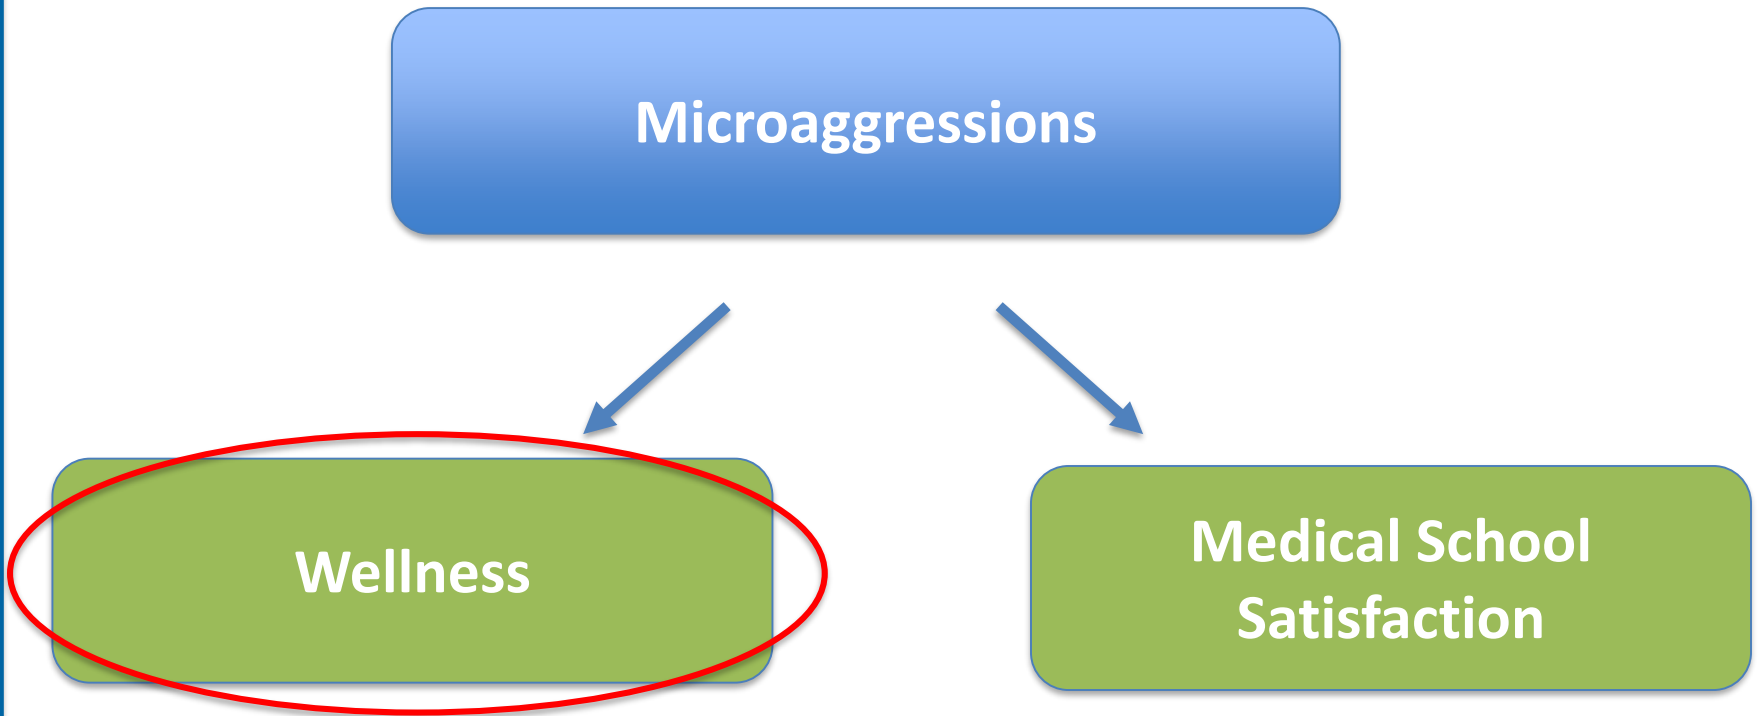 Microaggressions
Wellness
Medical School
Satisfaction